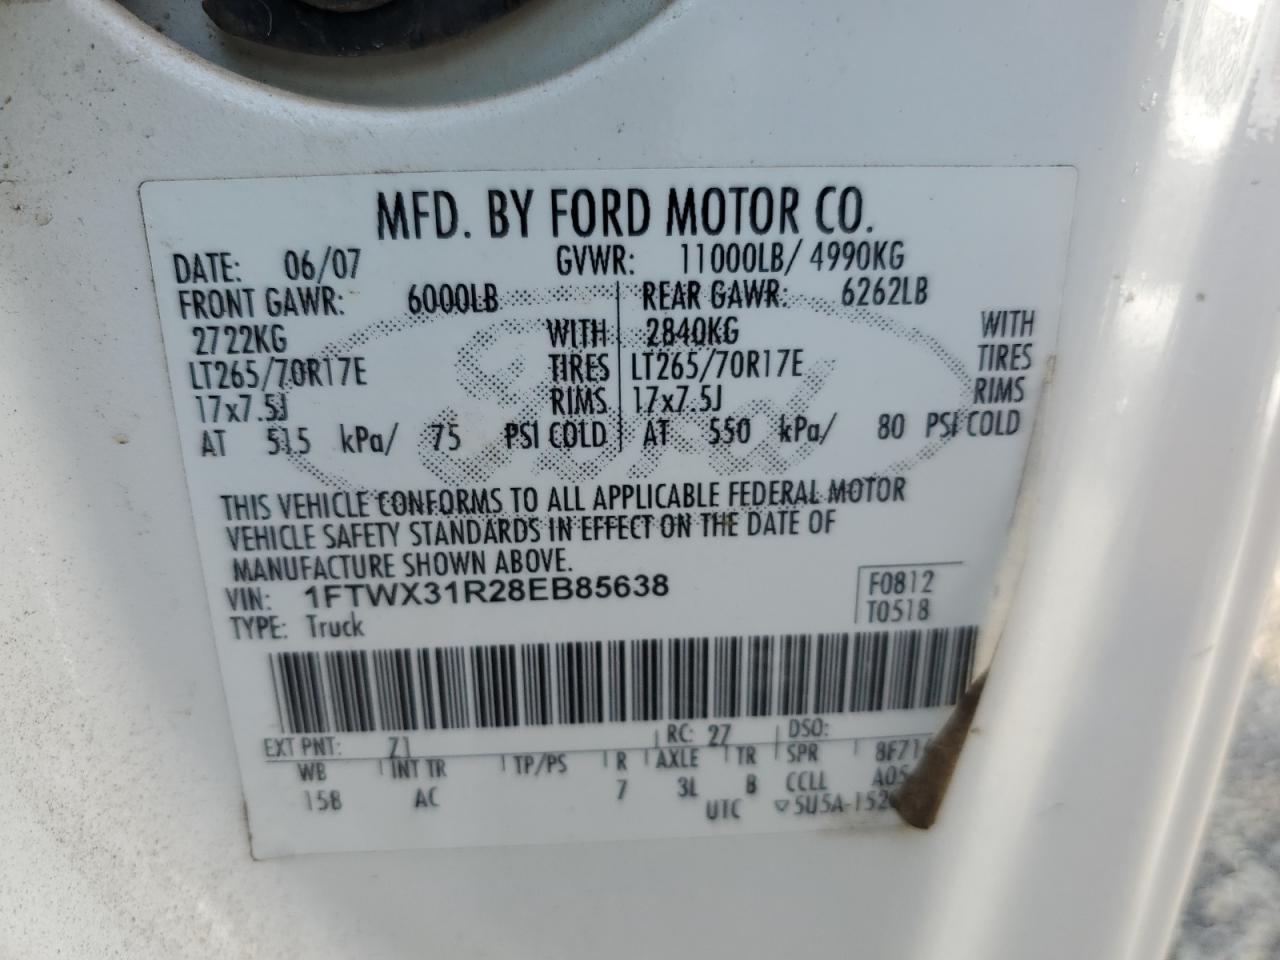 MFD. BY FORD MOTOR CO.
DATE: 06/07 GVWR: 11000LB/ 4990KG
FRONT GAWR: 6000LB REAR GAWR: 6262LB
2722KG WITH 2840KG WITH
LT265/70R17E TIRES LT265/70R17E TIRES
17x7.5J RIMS 17x7.5J RIMS
AT 515 kPa/ 75 PSI COLD AT 550 kPa/ 80 PSI COLD
THIS VEHICLE CONFORMS TO ALL APPLICABLE FEDERAL MOTOR
VEHICLE SAFETY STANDARDS IN EFFECT ON THE DATE OF
MANUFACTURE SHOWN ABOVE.
VIN: 1FTWX31R28EB85638 F0812
TYPE: Truck T0518
EXT PNT: Z1 RC: 27 DSO:
WB INT TR TP/PS R AXLE TR SPR
158 AC 7 3L B CCLL
UTC